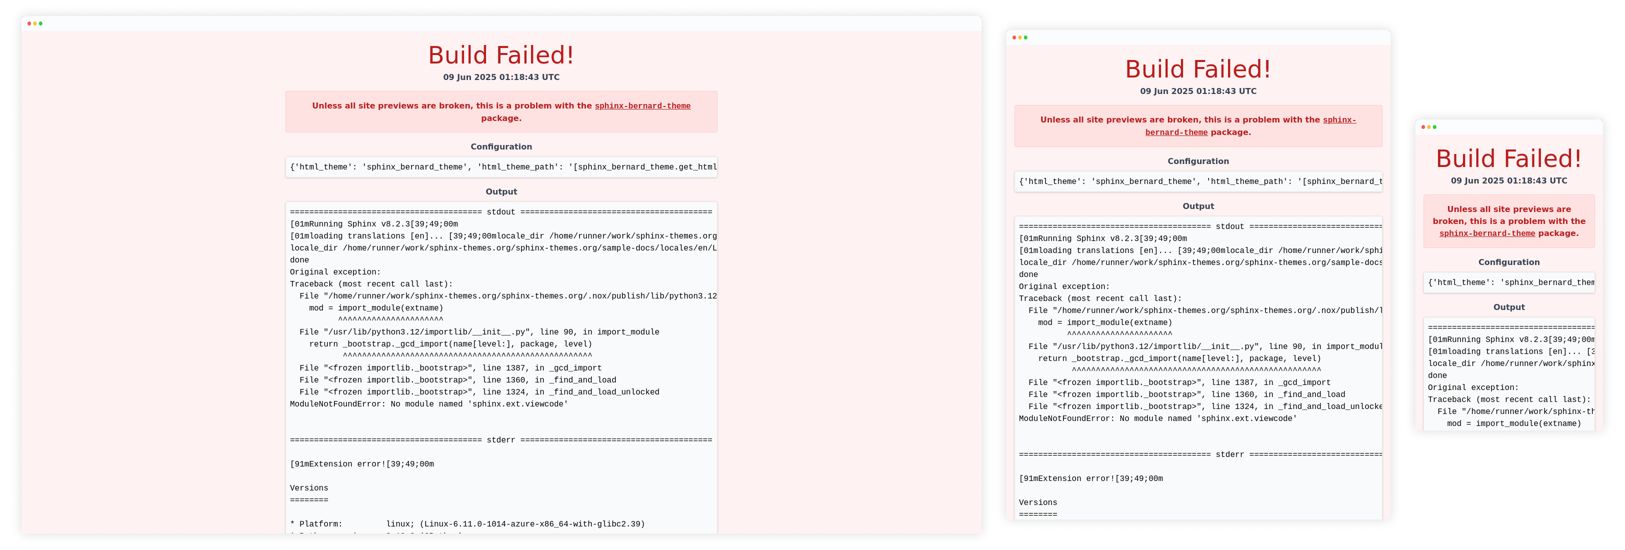 Build Failed!
09 Jun 2025 01:18:43 UTC
Unless all site previews are broken, this is a problem with the sphinx-bernard-theme
package.
Configuration
{'html_theme': 'sphinx_bernard_theme', 'html_theme_path': '[sphinx_bernard_theme.get_html
Output
======================================== stdout ========================================
[01mRunning Sphinx v8.2.3[39;49;00m
[01mloading translations [en]... [39;49;00mlocale_dir /home/runner/work/sphinx-themes.org
locale_dir /home/runner/work/sphinx-themes.org/sphinx-themes.org/sample-docs/locales/en/L
done
Original exception:
Traceback (most recent call last):
  File "/home/runner/work/sphinx-themes.org/sphinx-themes.org/.nox/publish/lib/python3.12
    mod = import_module(extname)
          ^^^^^^^^^^^^^^^^^^^^^^
  File "/usr/lib/python3.12/importlib/__init__.py", line 90, in import_module
    return _bootstrap._gcd_import(name[level:], package, level)
           ^^^^^^^^^^^^^^^^^^^^^^^^^^^^^^^^^^^^^^^^^^^^^^^^^^^^
  File "<frozen importlib._bootstrap>", line 1387, in _gcd_import
  File "<frozen importlib._bootstrap>", line 1360, in _find_and_load
  File "<frozen importlib._bootstrap>", line 1324, in _find_and_load_unlocked
ModuleNotFoundError: No module named 'sphinx.ext.viewcode'
======================================== stderr ========================================
[91mExtension error![39;49;00m
Versions
========
* Platform:         linux; (Linux-6.11.0-1014-azure-x86_64-with-glibc2.39)
Build Failed!
09 Jun 2025 01:18:43 UTC
Unless all site previews are broken, this is a problem with the sphinx-
bernard-theme package.
Configuration
{'html_theme': 'sphinx_bernard_theme', 'html_theme_path': '[sphinx_bernard_t
Output
======================================== stdout ============================
[01mRunning Sphinx v8.2.3[39;49;00m
[01mloading translations [en]... [39;49;00mlocale_dir /home/runner/work/sphi
locale_dir /home/runner/work/sphinx-themes.org/sphinx-themes.org/sample-docs
done
Original exception:
Traceback (most recent call last):
  File "/home/runner/work/sphinx-themes.org/sphinx-themes.org/.nox/publish/l
    mod = import_module(extname)
          ^^^^^^^^^^^^^^^^^^^^^^
  File "/usr/lib/python3.12/importlib/__init__.py", line 90, in import_modul
    return _bootstrap._gcd_import(name[level:], package, level)
           ^^^^^^^^^^^^^^^^^^^^^^^^^^^^^^^^^^^^^^^^^^^^^^^^^^^^
  File "<frozen importlib._bootstrap>", line 1387, in _gcd_import
  File "<frozen importlib._bootstrap>", line 1360, in _find_and_load
  File "<frozen importlib._bootstrap>", line 1324, in _find_and_load_unlocke
ModuleNotFoundError: No module named 'sphinx.ext.viewcode'
======================================== stderr ============================
[91mExtension error![39;49;00m
Versions
========
Build Failed!
09 Jun 2025 01:18:43 UTC
Unless all site previews are
broken, this is a problem with the
sphinx-bernard-theme package.
Configuration
{'html_theme': 'sphinx_bernard_them
Output
===================================
[01mRunning Sphinx v8.2.3[39;49;00m
[01mloading translations [en]... [3
locale_dir /home/runner/work/sphinx
done
Original exception:
Traceback (most recent call last):
  File "/home/runner/work/sphinx-th
    mod = import_module(extname)